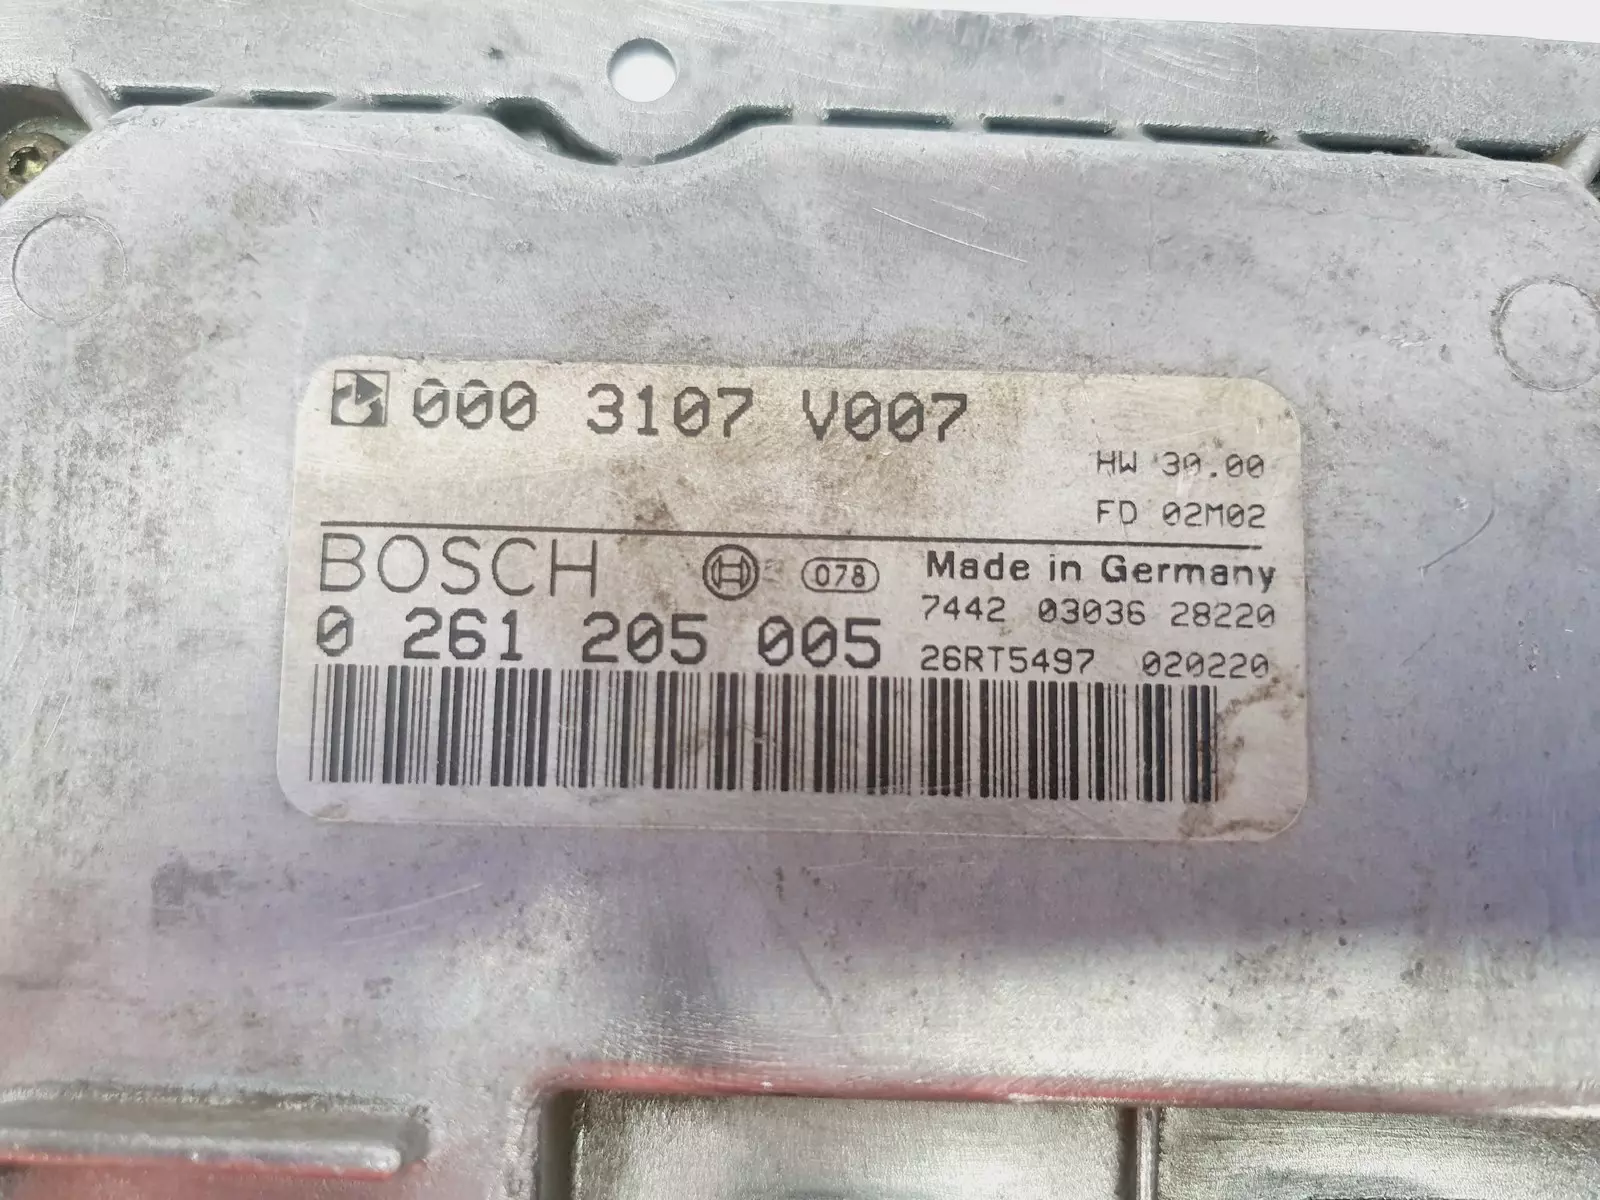 000 3107 V007
HW 30.00
FD 02M02
BOSCH 078 Made in Germany
7442 03036 28220
0 261 205 005
26RT5497 020220